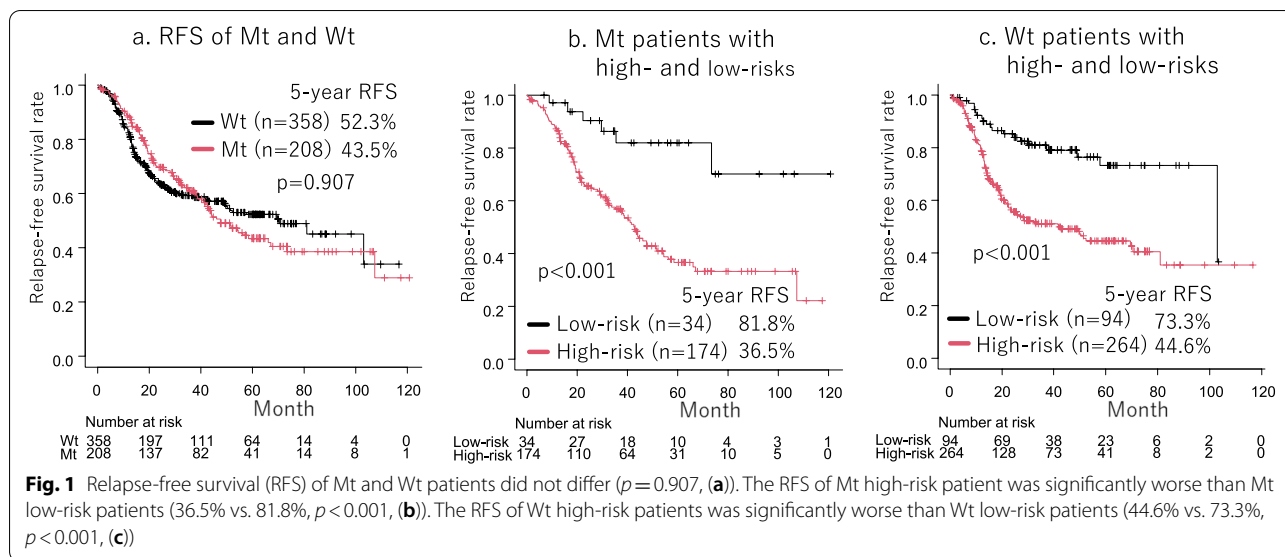 a. RFS of Mt and Wt
Relapse-free survival rate
1.0
0.8
0.6
0.4
0.2
0.0
5-year RFS
Wt (n=358) 52.3%
Mt (n=208) 43.5%
p=0.907
0 20 40 60 80 100 120
Month
Number at risk
Wt 358 197 111 64 14 4 0
Mt 208 137 82 41 14 8 1
b. Mt patients with
high- and low-risks
Relapse-free survival rate
1.0
0.8
0.6
0.4
0.2
0.0
p<0.001
5-year RFS
Low-risk (n=34) 81.8%
High-risk (n=174) 36.5%
0 20 40 60 80 100 120
Month
Number at risk
Low-risk 34 27 18 10 4 3 1
High-risk 174 110 64 31 10 5 0
c. Wt patients with
high- and low-risks
Relapse-free survival rate
1.0
0.8
0.6
0.4
0.2
0.0
p<0.001
5-year RFS
Low-risk (n=94) 73.3%
High-risk (n=264) 44.6%
0 20 40 60 80 100 120
Month
Number at risk
Low-risk 94 69 38 23 6 2 0
High-risk 264 128 73 41 8 2 0
Fig. 1 Relapse-free survival (RFS) of Mt and Wt patients did not differ (p = 0.907, (a)). The RFS of Mt high-risk patient was significantly worse than Mt
low-risk patients (36.5% vs. 81.8%, p < 0.001, (b)). The RFS of Wt high-risk patients was significantly worse than Wt low-risk patients (44.6% vs. 73.3%,
p < 0.001, (c))